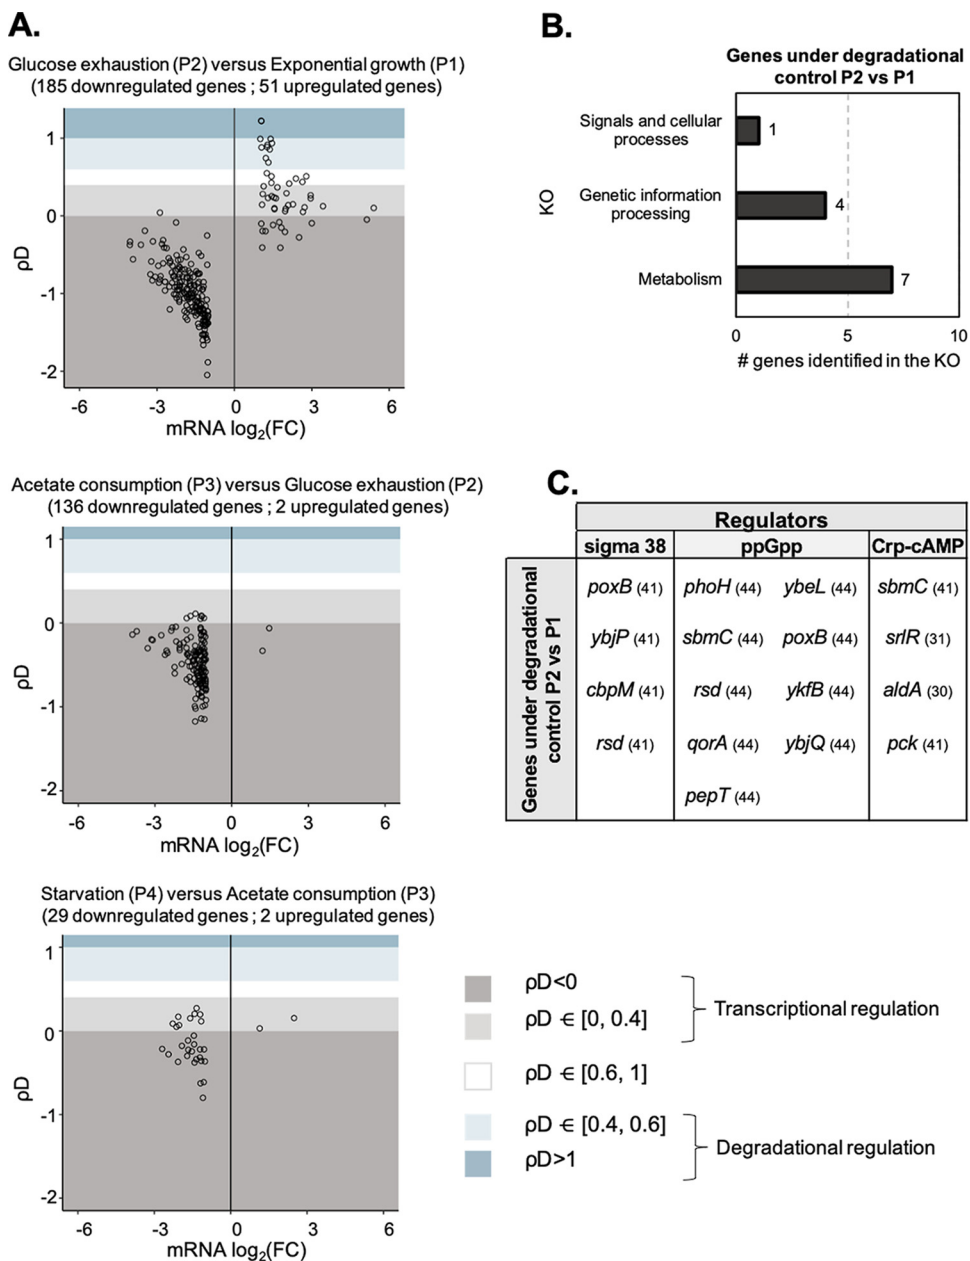 A.
Glucose exhaustion (P2) versus Exponential growth (P1)
(185 downregulated genes ; 51 upregulated genes)
1
0
-1
-2
ρD
-6 -3 0 3 6
mRNA log2(FC)
Acetate consumption (P3) versus Glucose exhaustion (P2)
(136 downregulated genes ; 2 upregulated genes)
1
0
-1
-2
ρD
-6 -3 0 3 6
mRNA log2(FC)
Starvation (P4) versus Acetate consumption (P3)
(29 downregulated genes ; 2 upregulated genes)
1
0
-1
-2
ρD
-6 -3 0 3 6
mRNA log2(FC)
B.
Genes under degradational
control P2 vs P1
KO
Signals and cellular
processes
1
Genetic information
processing
4
Metabolism
7
0 5 10
# genes identified in the KO
C.
Regulators
sigma 38 ppGpp Crp-cAMP
Genes under degradational
control P2 vs P1
poxB (41) phoH (44) ybeL (44) sbmC (41)
ybjP (41) sbmC (44) poxB (44) srlR (31)
cbpM (41) rsd (44) ykfB (44) aldA (30)
rsd (41) qorA (44) ybjQ (44) pck (41)
pepT (44)
ρD<0
ρD ∈ [0, 0.4]
Transcriptional regulation
ρD ∈ [0.6, 1]
ρD ∈ [0.4, 0.6]
ρD>1
Degradational regulation